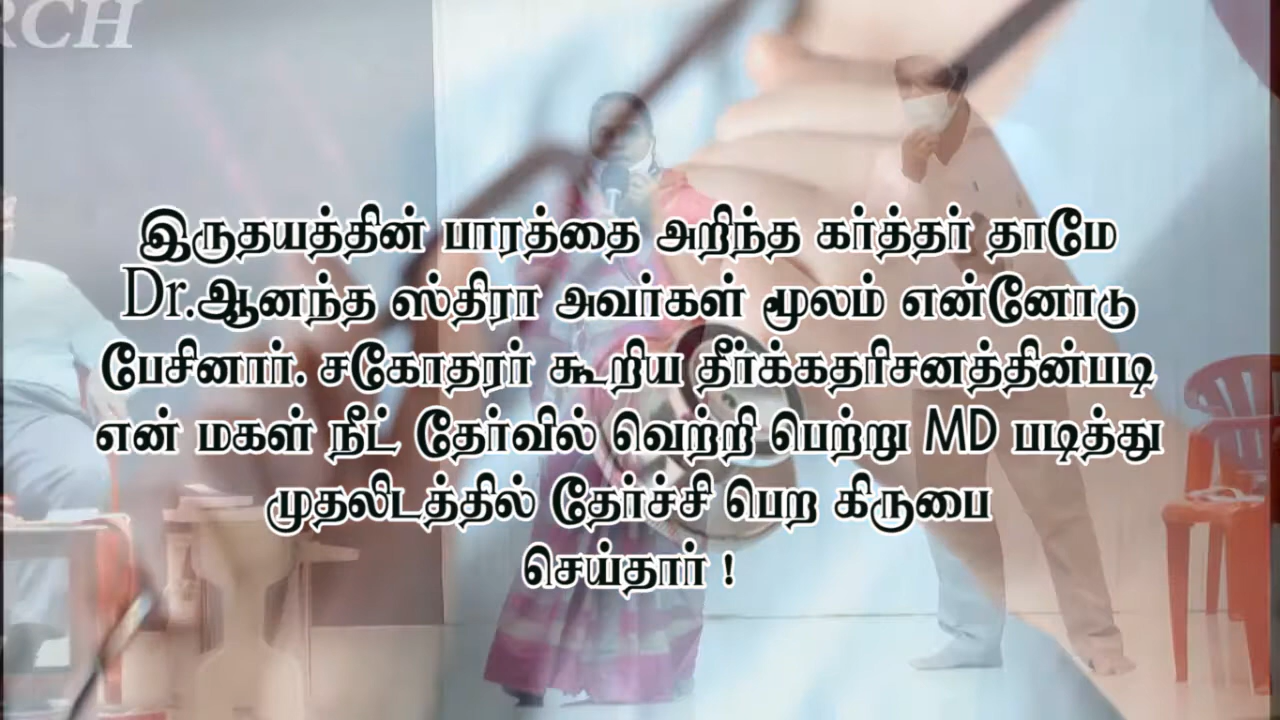 RCH
இருதயத்தின் பாரத்தை அறிந்த கர்த்தர் தாமே
Dr.ஆனந்த ஸ்திரா அவர்கள் மூலம் என்னோடு
பேசினார். சகோதரர் கூறிய தீர்க்கதரிசனத்தின்படி
என் மகள் நீட் தேர்வில் வெற்றி பெற்று MD படித்து
முதலிடத்தில் தேர்ச்சி பெற கிருபை
செய்தார் !